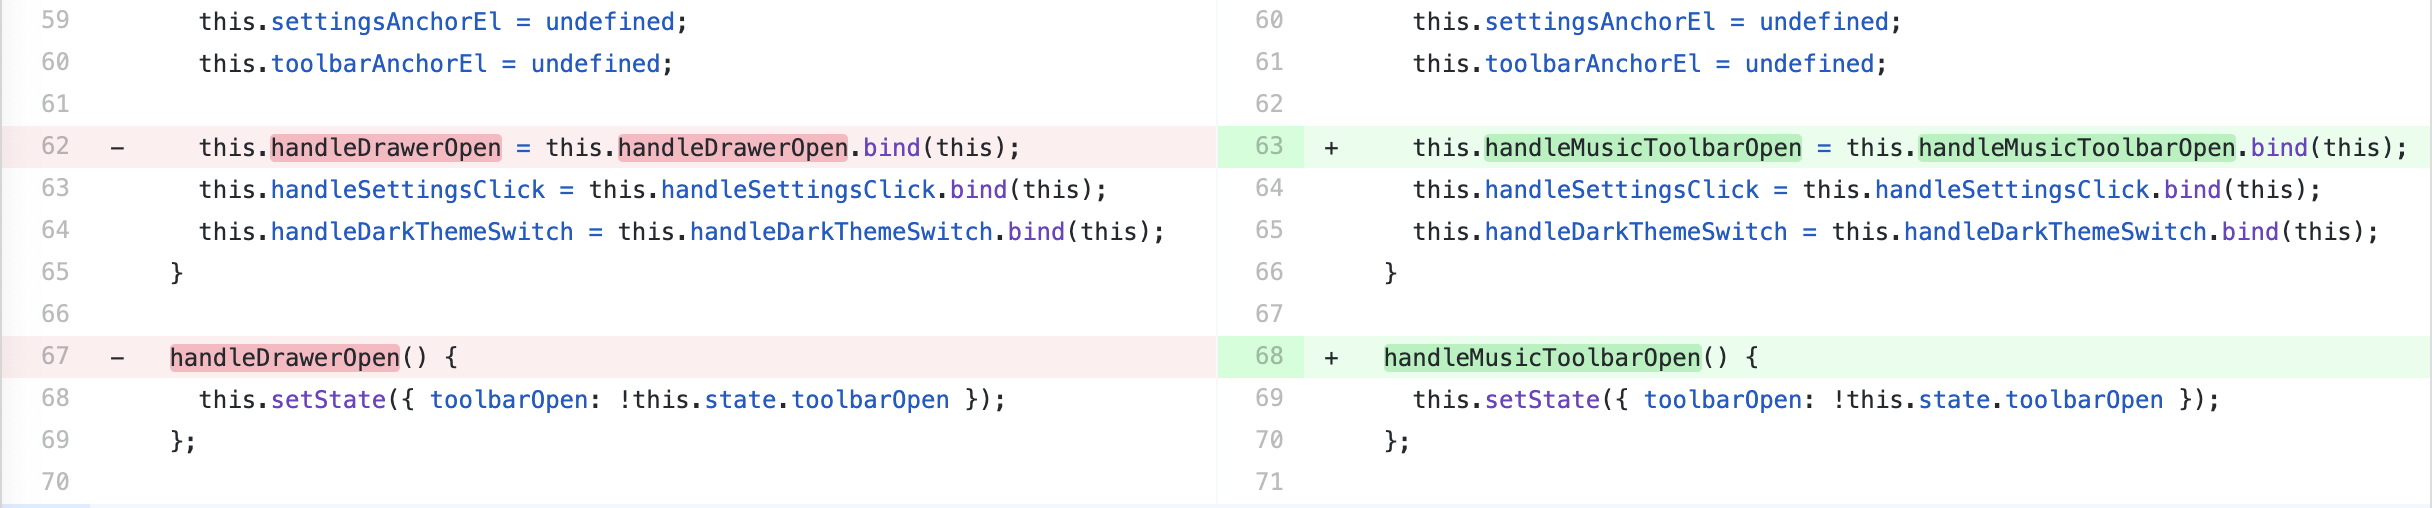 59 this.settingsAnchorEl = undefined;
60 this.toolbarAnchorEl = undefined;
61
62 - this.handleDrawerOpen = this.handleDrawerOpen.bind(this);
63 this.handleSettingsClick = this.handleSettingsClick.bind(this);
64 this.handleDarkThemeSwitch = this.handleDarkThemeSwitch.bind(this);
65 }
66
67 - handleDrawerOpen() {
68 this.setState({ toolbarOpen: !this.state.toolbarOpen });
69 };
70
60 this.settingsAnchorEl = undefined;
61 this.toolbarAnchorEl = undefined;
62
63 + this.handleMusicToolbarOpen = this.handleMusicToolbarOpen.bind(this);
64 this.handleSettingsClick = this.handleSettingsClick.bind(this);
65 this.handleDarkThemeSwitch = this.handleDarkThemeSwitch.bind(this);
66 }
67
68 + handleMusicToolbarOpen() {
69 this.setState({ toolbarOpen: !this.state.toolbarOpen });
70 };
71